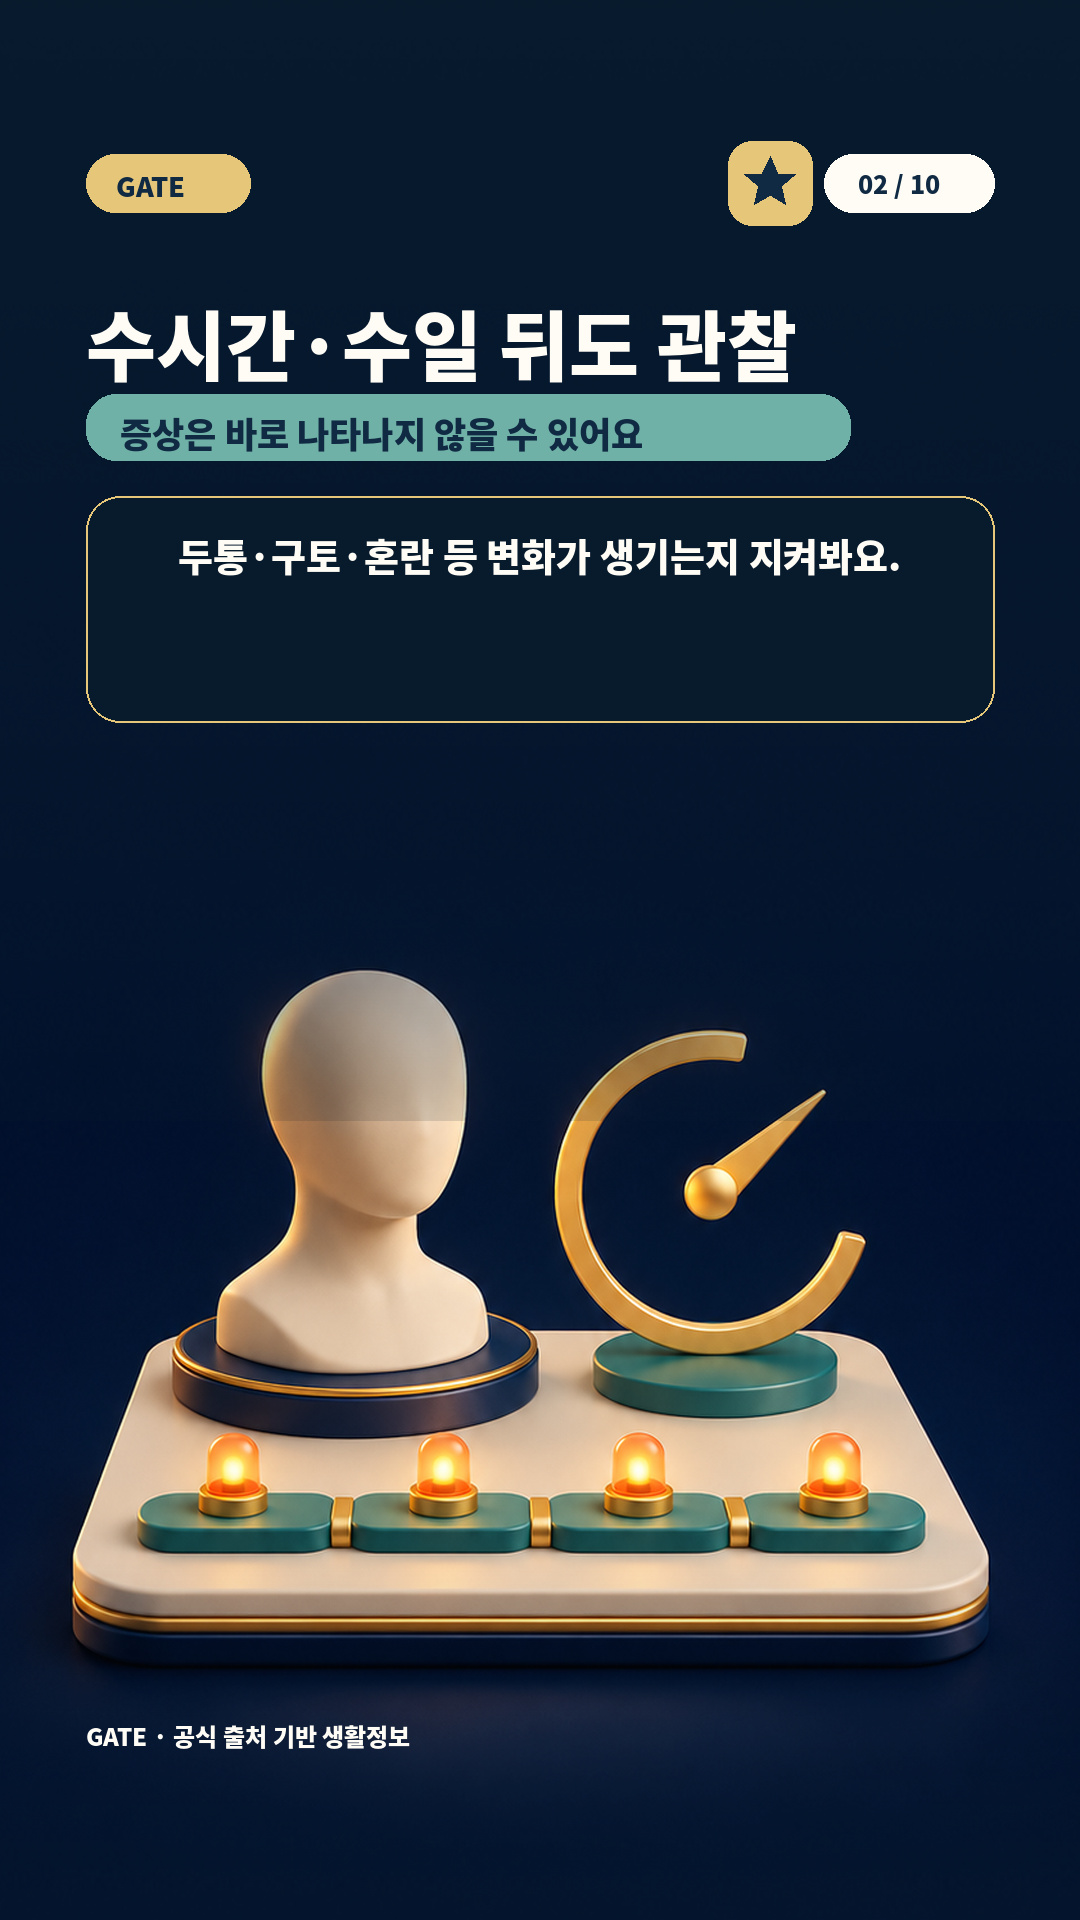 GATE
02 / 10
수시간·수일 뒤도 관찰
증상은 바로 나타나지 않을 수 있어요
두통·구토·혼란 등 변화가 생기는지 지켜봐요.
GATE · 공식 출처 기반 생활정보